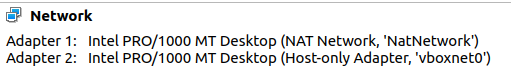 Network
Adapter 1: Intel PRO/1000 MT Desktop (NAT Network, 'NatNetwork')
Adapter 2: Intel PRO/1000 MT Desktop (Host-only Adapter, 'vboxnet0')